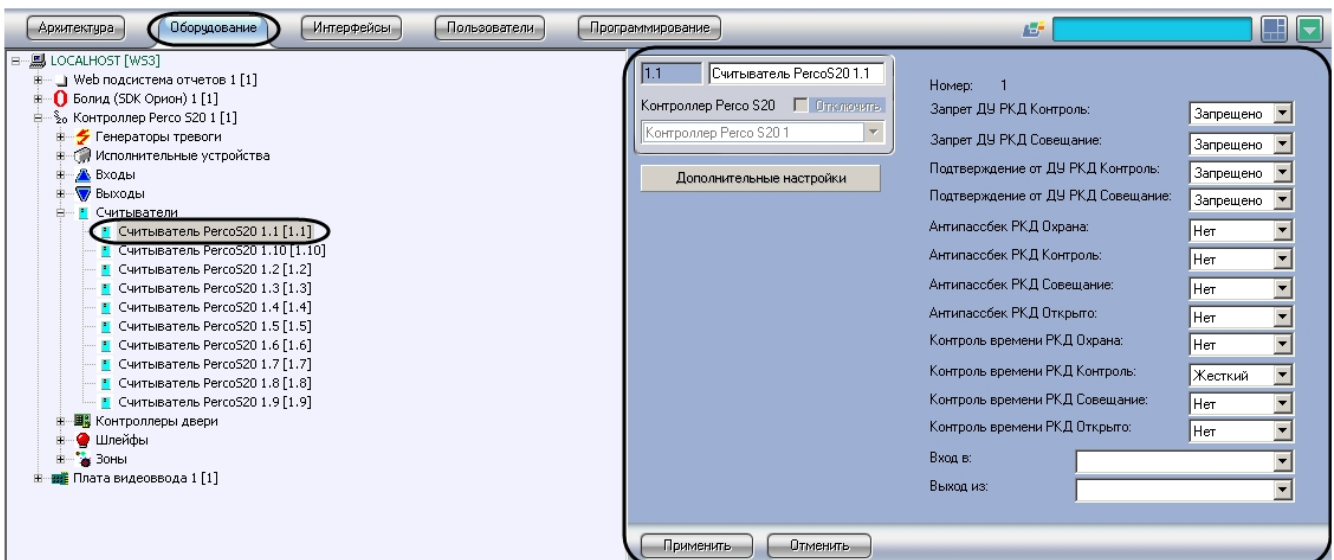 Архитектура Оборудование Интерфейсы Пользователи Программирование
LOCALHOST [WS3]
Web подсистема отчетов 1 [1]
Болид (SDK Орион) 1 [1]
Контроллер Perco S20 1 [1]
Генераторы тревоги
Исполнительные устройства
Входы
Выходы
Считыватели
Считыватель PercoS20 1.1 [1.1]
Считыватель PercoS20 1.10 [1.10]
Считыватель PercoS20 1.2 [1.2]
Считыватель PercoS20 1.3 [1.3]
Считыватель PercoS20 1.4 [1.4]
Считыватель PercoS20 1.5 [1.5]
Считыватель PercoS20 1.6 [1.6]
Считыватель PercoS20 1.7 [1.7]
Считыватель PercoS20 1.8 [1.8]
Считыватель PercoS20 1.9 [1.9]
Контроллеры двери
Шлейфы
Зоны
Плата видеоввода 1 [1]
1.1 Считыватель PercoS20 1.1
Контроллер Perco S20 Отключить
Контроллер Perco S20 1
Дополнительные настройки
Номер: 1
Запрет ДУ РКД Контроль: Запрещено
Запрет ДУ РКД Совещание: Запрещено
Подтверждение от ДУ РКД Контроль: Запрещено
Подтверждение от ДУ РКД Совещание: Запрещено
Антипассбек РКД Охрана: Нет
Антипассбек РКД Контроль: Нет
Антипассбек РКД Совещание: Нет
Антипассбек РКД Открыто: Нет
Контроль времени РКД Охрана: Нет
Контроль времени РКД Контроль: Жесткий
Контроль времени РКД Совещание: Нет
Контроль времени РКД Открыто: Нет
Вход в:
Выход из:
Применить Отменить